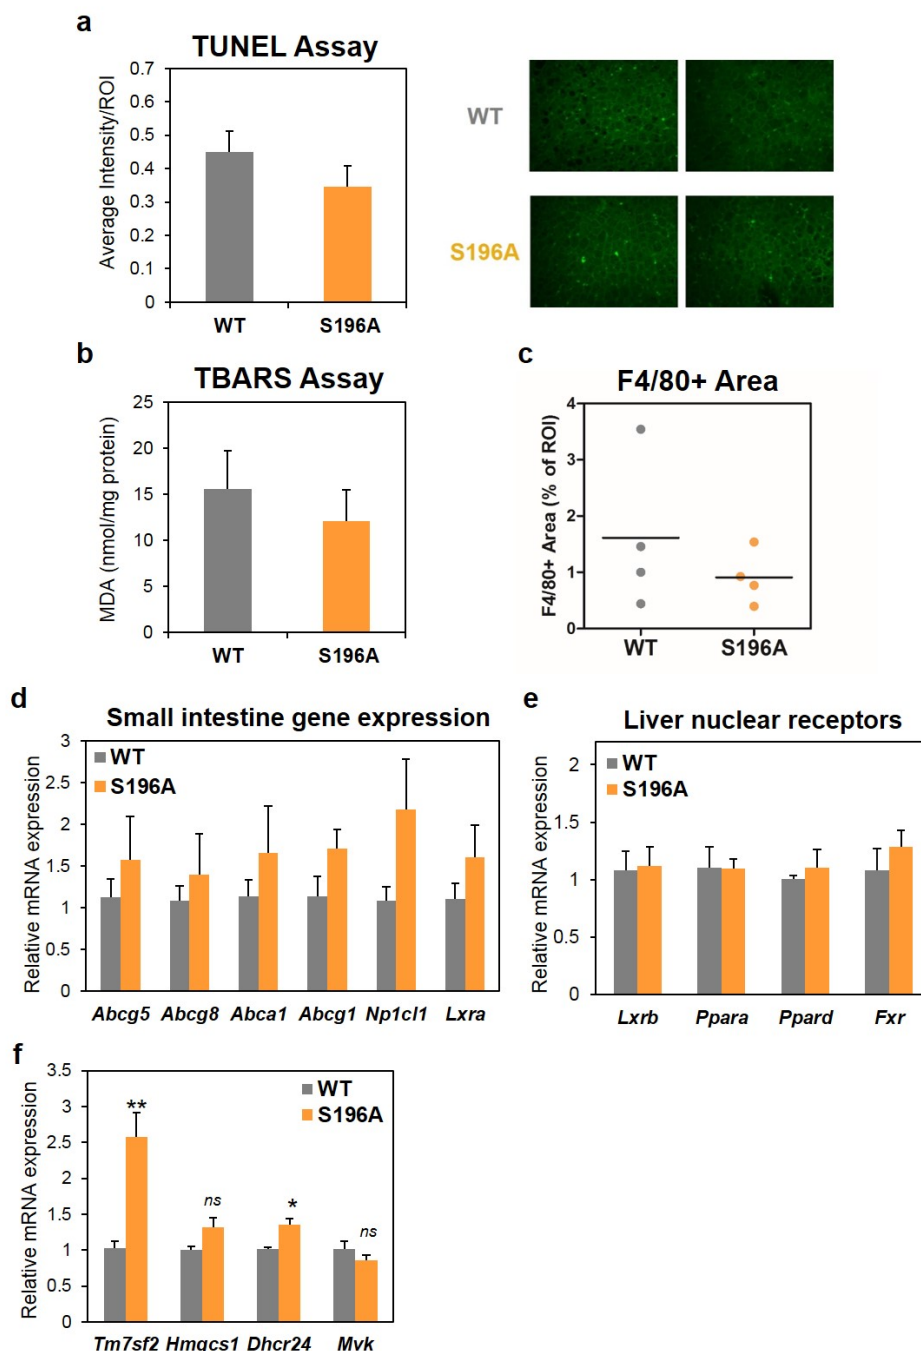 a
TUNEL Assay
Average Intensity/ROI
0.7
0.6
0.5
0.4
0.3
0.2
0.1
0
WT
S196A
WT
S196A
b
TBARS Assay
MDA (nmol/mg protein)
25
20
15
10
5
0
WT
S196A
c
F4/80+ Area
F4/80+ Area (% of ROI)
4
3
2
1
0
WT
S196A
d
Small intestine gene expression
Relative mRNA expression
3
2.5
2
1.5
1
0.5
0
WT
S196A
Abcg5 Abcg8 Abca1 Abcg1 Np1cl1 Lxra
e
Liver nuclear receptors
Relative mRNA expression
2
1.5
1
0.5
0
WT
S196A
Lxrb Ppara Ppard Fxr
f
Relative mRNA expression
3.5
3
2.5
2
1.5
1
0.5
0
WT
S196A
**
ns
*
ns
Tm7sf2 Hmgcs1 Dhcr24 Mvk